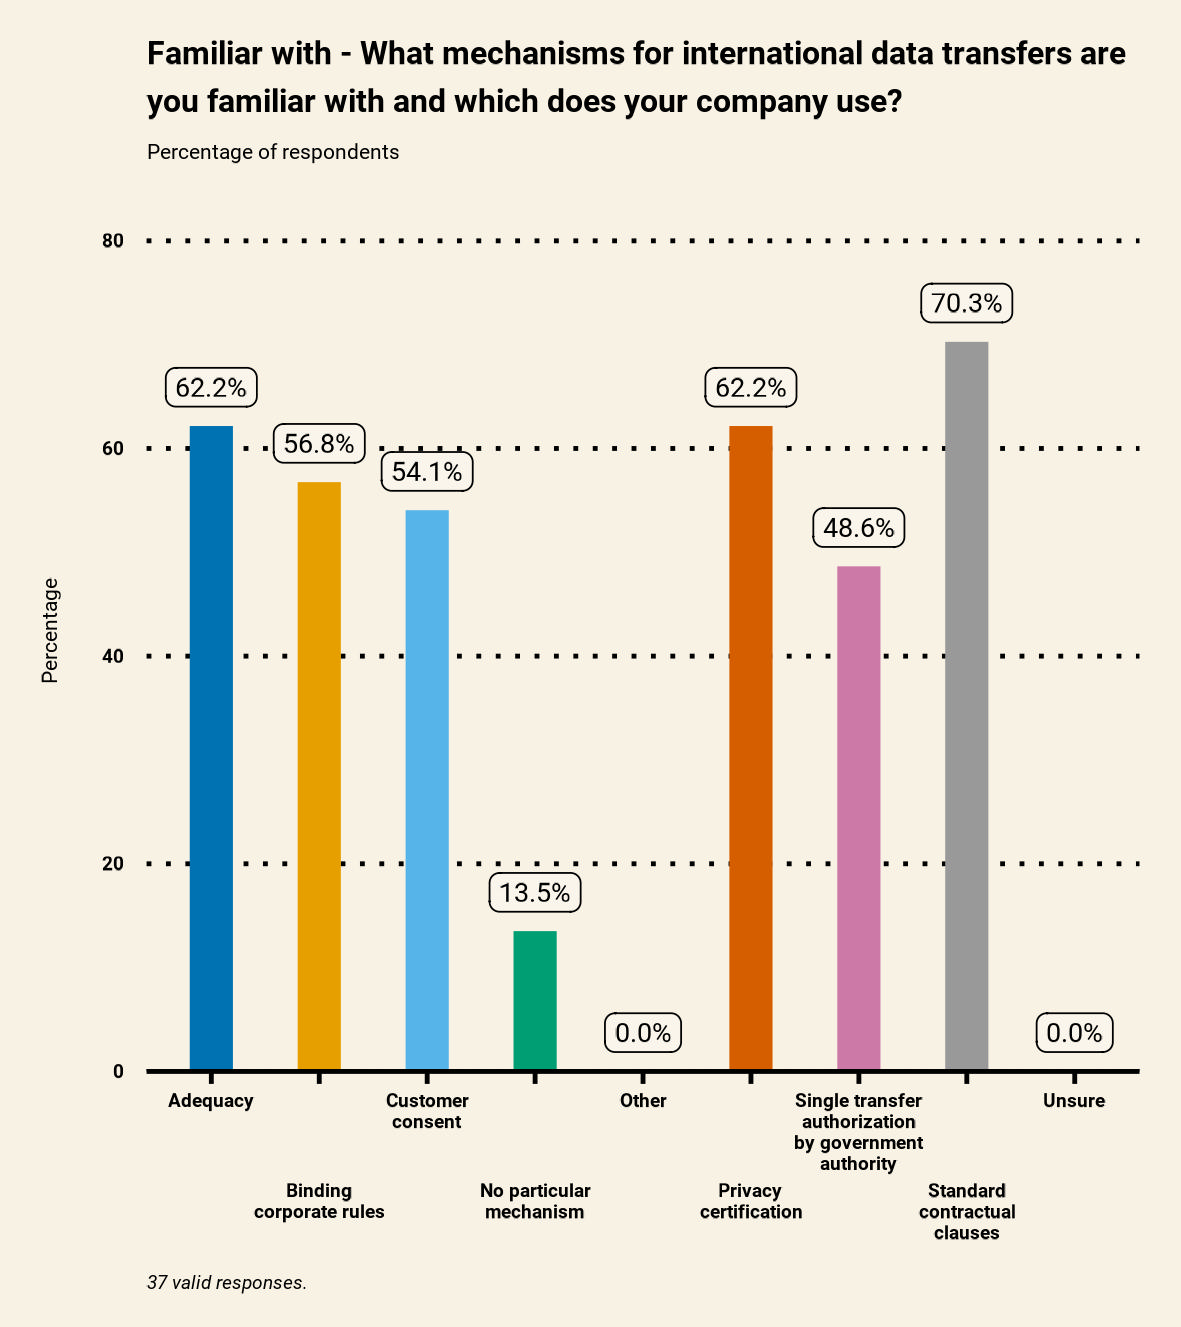 Familiar with - What mechanisms for international data transfers are
you familiar with and which does your company use?
Percentage of respondents
Percentage
80
60
40
20
0
62.2%
56.8%
54.1%
13.5%
0.0%
62.2%
48.6%
70.3%
0.0%
Adequacy
Binding
corporate rules
Customer
consent
No particular
mechanism
Other
Privacy
certification
Single transfer
authorization
by government
authority
Standard
contractual
clauses
Unsure
37 valid responses.